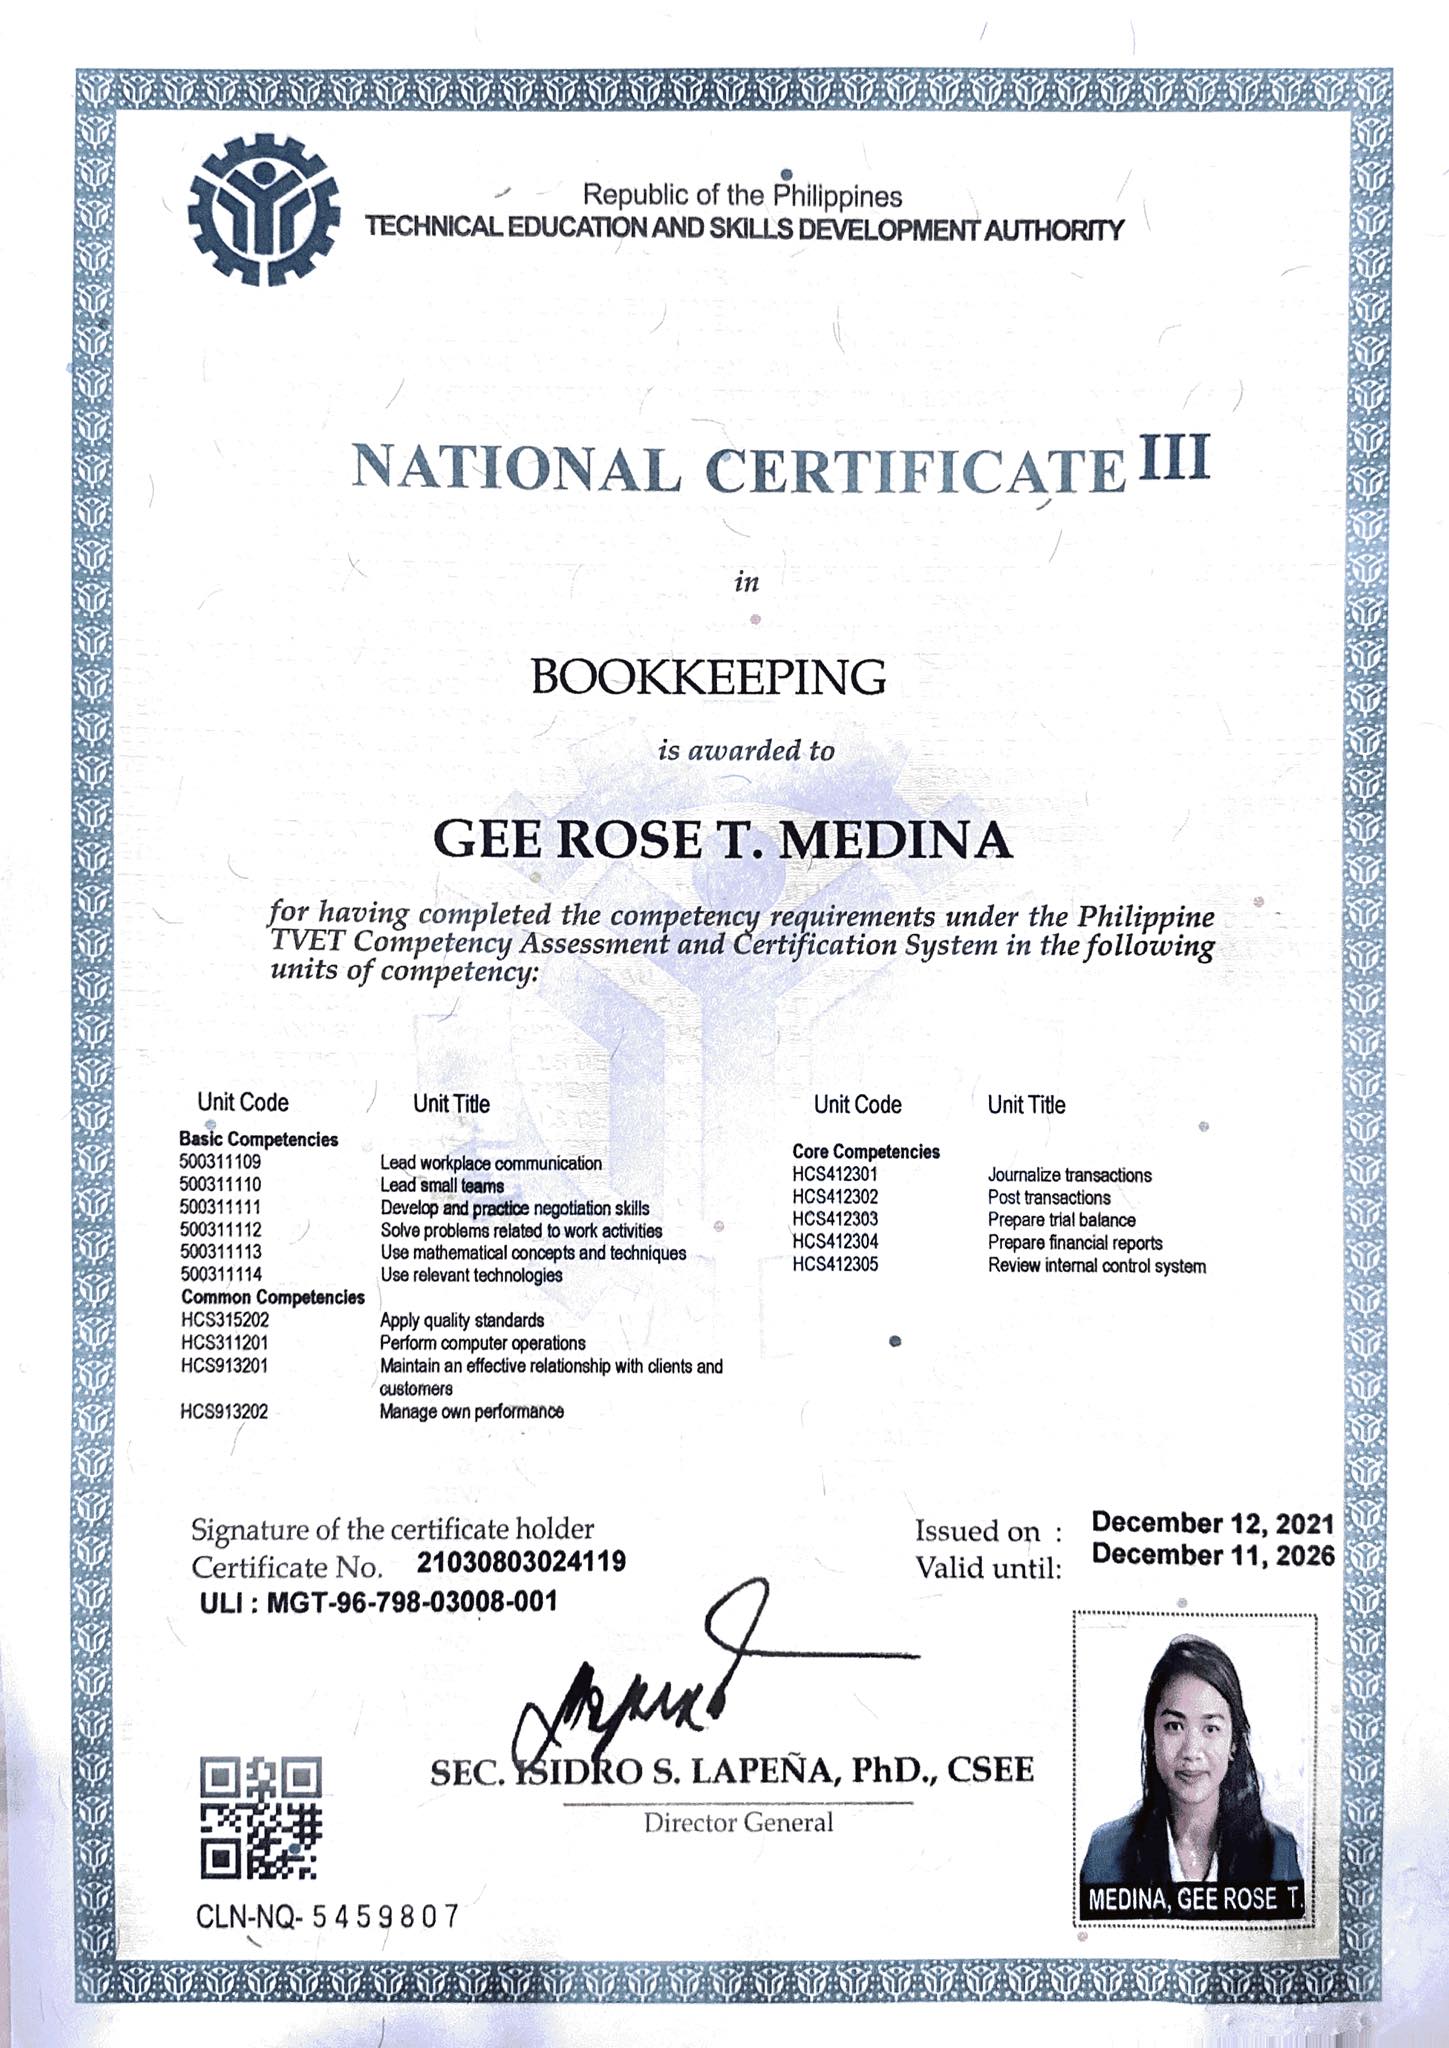 Republic of the Philippines
TECHNICAL EDUCATION AND SKILLS DEVELOPMENT AUTHORITY
NATIONAL CERTIFICATE III
in
BOOKKEEPING
is awarded to
GEE ROSE T. MEDINA
for having completed the competency requirements under the Philippine
TVET Competency Assessment and Certification System in the following
units of competency:
Unit Code Unit Title
Basic Competencies
500311109 Lead workplace communication
500311110 Lead small teams
500311111 Develop and practice negotiation skills
500311112 Solve problems related to work activities
500311113 Use mathematical concepts and techniques
500311114 Use relevant technologies
Common Competencies
HCS315202 Apply quality standards
HCS311201 Perform computer operations
HCS913201 Maintain an effective relationship with clients and
customers
HCS913202 Manage own performance
Unit Code Unit Title
Core Competencies
HCS412301 Journalize transactions
HCS412302 Post transactions
HCS412303 Prepare trial balance
HCS412304 Prepare financial reports
HCS412305 Review internal control system
Signature of the certificate holder
Certificate No. 21030803024119
ULI : MGT-96-798-03008-001
Issued on : December 12, 2021
Valid until: December 11, 2026
SEC. ISIDRO S. LAPEÑA, PhD., CSEE
Director General
MEDINA, GEE ROSE T.
CLN-NQ- 5459807